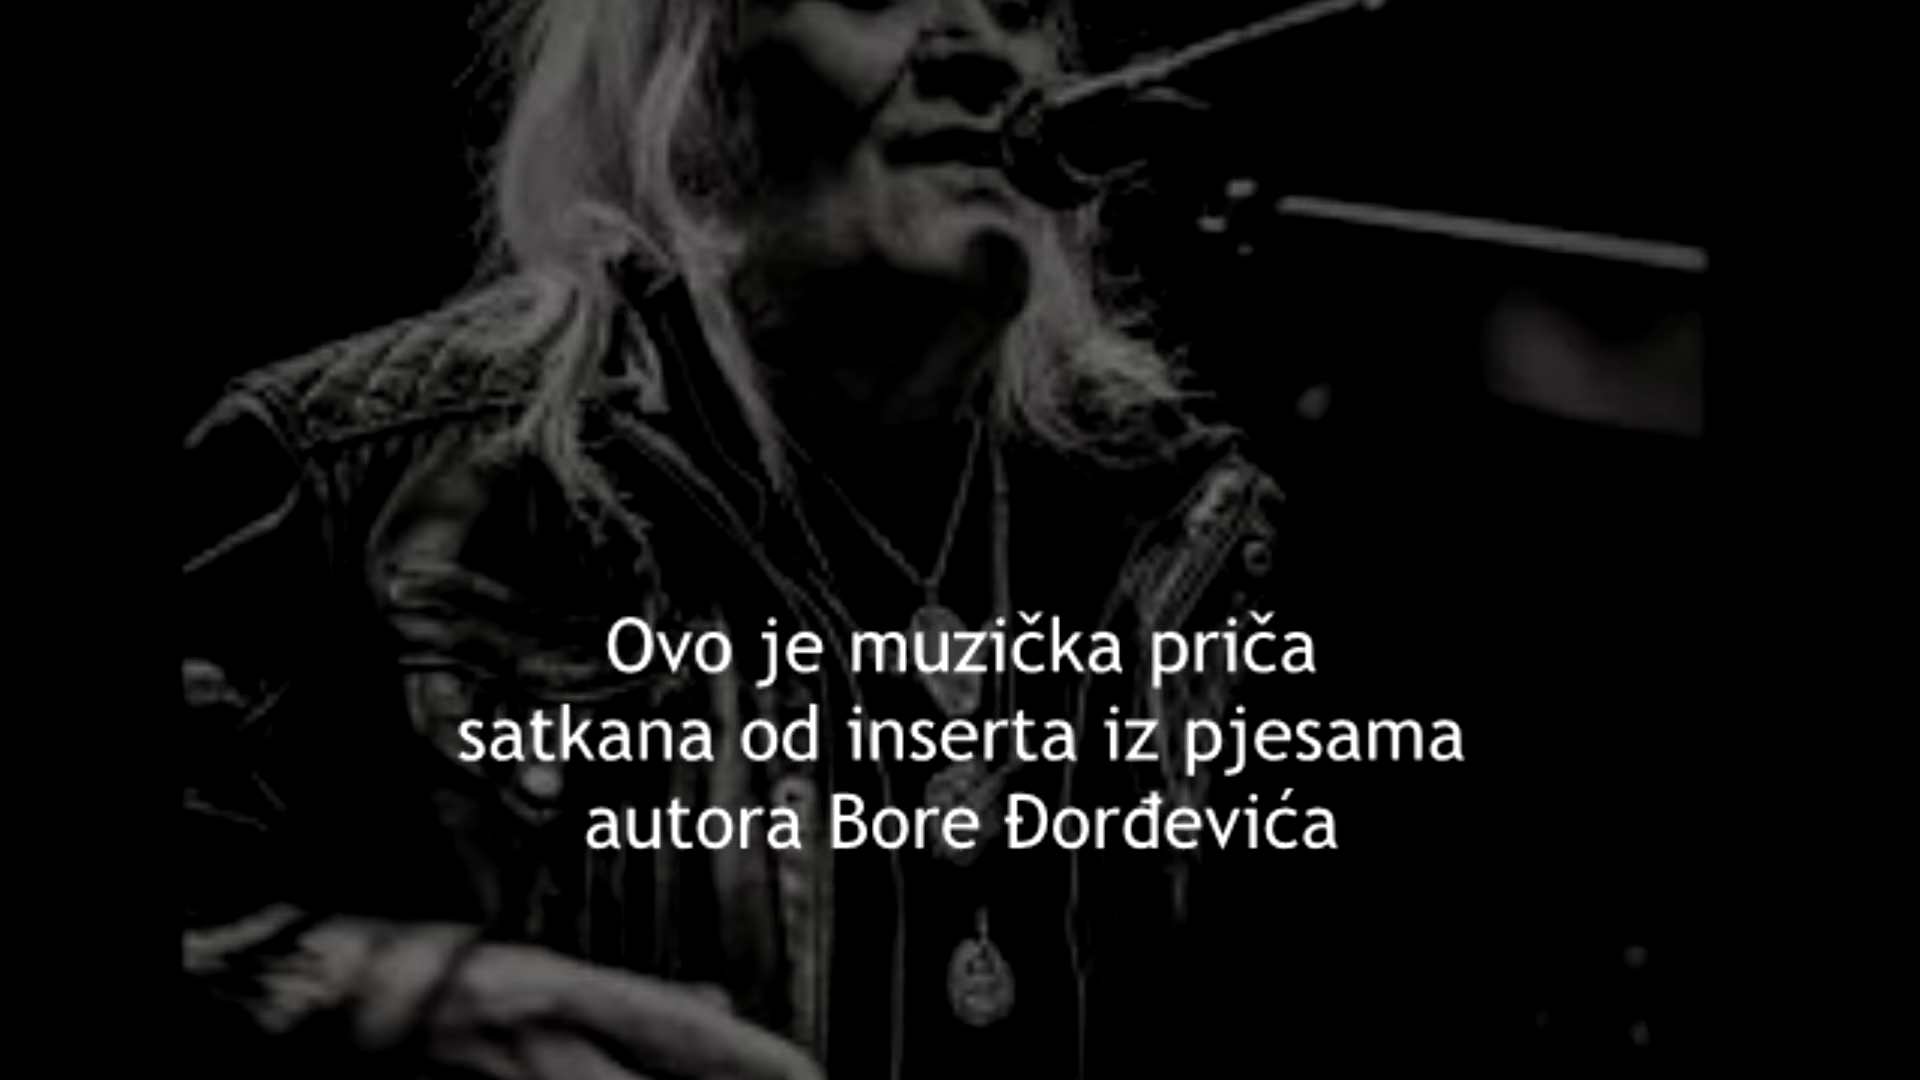 Ovo je muzička priča
satkana od inserta iz pjesama
autora Bore Đorđevića